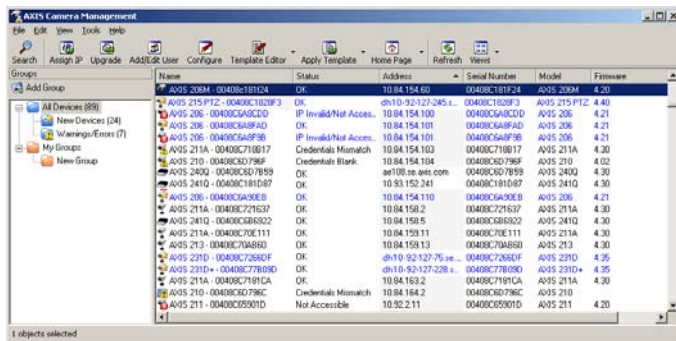 AXIS Camera Management
File Edit View Tools Help
Search Assign IP Upgrade Add/Edit User Configure Template Editor Apply Template Home Page Refresh Views
Groups
Add Group
All Devices (89)
New Devices (24)
Warnings/Errors (7)
My Groups
New Group
Name Status Address Serial Number Model Firmware
AXIS 206M - 00408c181f24 OK 10.84.154.60 00408C181F24 AXIS 206M 4.20
AXIS 215 PTZ - 00408C1828F3 OK dh10-92-127-245.s... 00408C1828F3 AXIS 215 PTZ 4.40
AXIS 206 - 00408C6A8CDD IP Invalid/Not Acces... 10.84.154.100 00408C6A8CDD AXIS 206 4.21
AXIS 206 - 00408C6A8FAD OK 10.84.154.101 00408C6A8FAD AXIS 206 4.21
AXIS 206 - 00408C6A8F9B IP Invalid/Not Acces... 10.84.154.101 00408C6A8F9B AXIS 206 4.21
AXIS 211A - 00408C718B17 Credentials Mismatch 10.84.154.103 00408C718B17 AXIS 211A 4.30
AXIS 210 - 00408C6D796F Credentials Blank 10.84.154.104 00408C6D796F AXIS 210 4.02
AXIS 240Q - 00408C6D7B59 OK ae108.se.axis.com 00408C6D7B59 AXIS 240Q 4.30
AXIS 241Q - 00408C181D87 OK 10.93.152.241 00408C181D87 AXIS 241Q 4.30
AXIS 206 - 00408C6A90EB OK 10.84.154.110 00408C6A90EB AXIS 206 4.21
AXIS 211A - 00408C721637 OK 10.84.158.2 00408C721637 AXIS 211A 4.30
AXIS 241Q - 00408C6B6922 OK 10.84.158.5 00408C6B6922 AXIS 241Q 4.30
AXIS 211A - 00408C70E111 OK 10.84.159.11 00408C70E111 AXIS 211A 4.30
AXIS 213 - 00408C70AB60 OK 10.84.159.13 00408C70AB60 AXIS 213 4.30
AXIS 231D - 00408C7266DF OK dh10-92-127-75.se... 00408C7266DF AXIS 231D 4.35
AXIS 231D+ - 00408C77B09D OK dh10-92-127-228.s... 00408C77B09D AXIS 231D+ 4.35
AXIS 211A - 00408C7181CA OK 10.84.163.2 00408C7181CA AXIS 211A 4.30
AXIS 210 - 00408C6D796C Credentials Mismatch 10.84.164.2 00408C6D796C AXIS 210
AXIS 211 - 00408C65901D Not Accessible 10.92.2.11 00408C65901D AXIS 211 4.20
1 objects selected